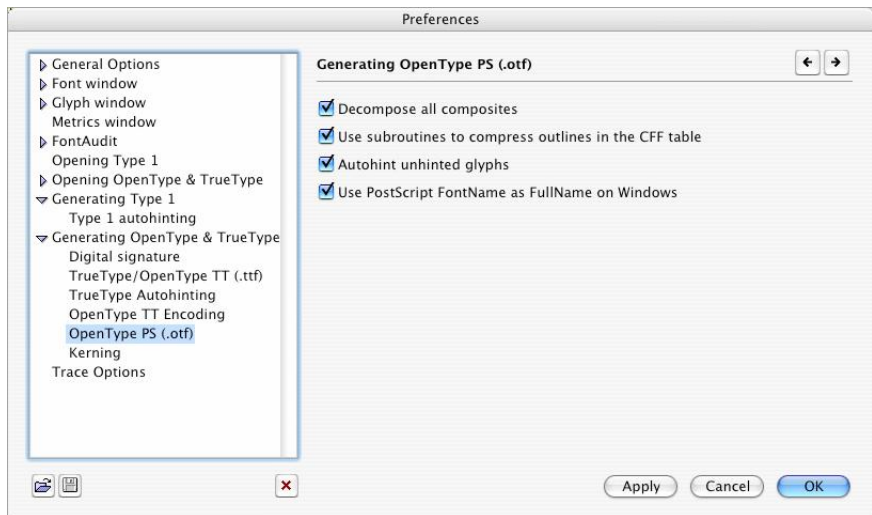 Preferences
General Options
Font window
Glyph window
Metrics window
FontAudit
Opening Type 1
Opening OpenType & TrueType
Generating Type 1
Type 1 autohinting
Generating OpenType & TrueType
Digital signature
TrueType/OpenType TT (.ttf)
TrueType Autohinting
OpenType TT Encoding
OpenType PS (.otf)
Kerning
Trace Options
Generating OpenType PS (.otf)
Decompose all composites
Use subroutines to compress outlines in the CFF table
Autohint unhinted glyphs
Use PostScript FontName as FullName on Windows
Apply
Cancel
OK